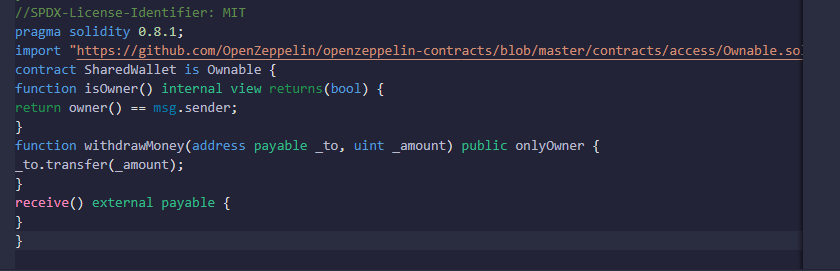 //SPDX-License-Identifier: MIT
pragma solidity 0.8.1;
import "https://github.com/OpenZeppelin/openzeppelin-contracts/blob/master/contracts/access/Ownable.so
contract SharedWallet is Ownable {
function isOwner() internal view returns(bool) {
return owner() == msg.sender;
}
function withdrawMoney(address payable _to, uint _amount) public onlyOwner {
_to.transfer(_amount);
}
receive() external payable {
}
}